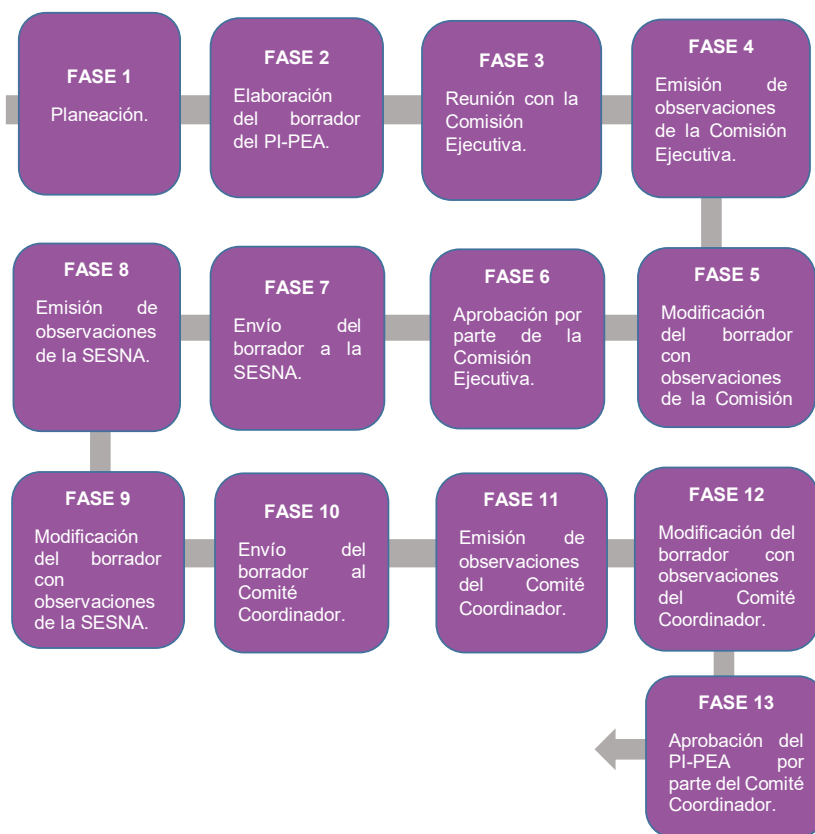 FASE 1
Planeación.
FASE 2
Elaboración
del borrador
del PI-PEA.
FASE 3
Reunión con la
Comisión
Ejecutiva.
FASE 4
Emisión de
observaciones
de la Comisión
Ejecutiva.
FASE 5
Modificación
del borrador
con
observaciones
de la Comisión
FASE 6
Aprobación por
parte de la
Comisión
Ejecutiva.
FASE 7
Envío del
borrador a la
SESNA.
FASE 8
Emisión de
observaciones
de la SESNA.
FASE 9
Modificación
del borrador
con
observaciones
de la SESNA.
FASE 10
Envío del
borrador al
Comité
Coordinador.
FASE 11
Emisión de
observaciones
del Comité
Coordinador.
FASE 12
Modificación del
borrador con
observaciones
del Comité
Coordinador.
FASE 13
Aprobación del
PI-PEA por
parte del Comité
Coordinador.